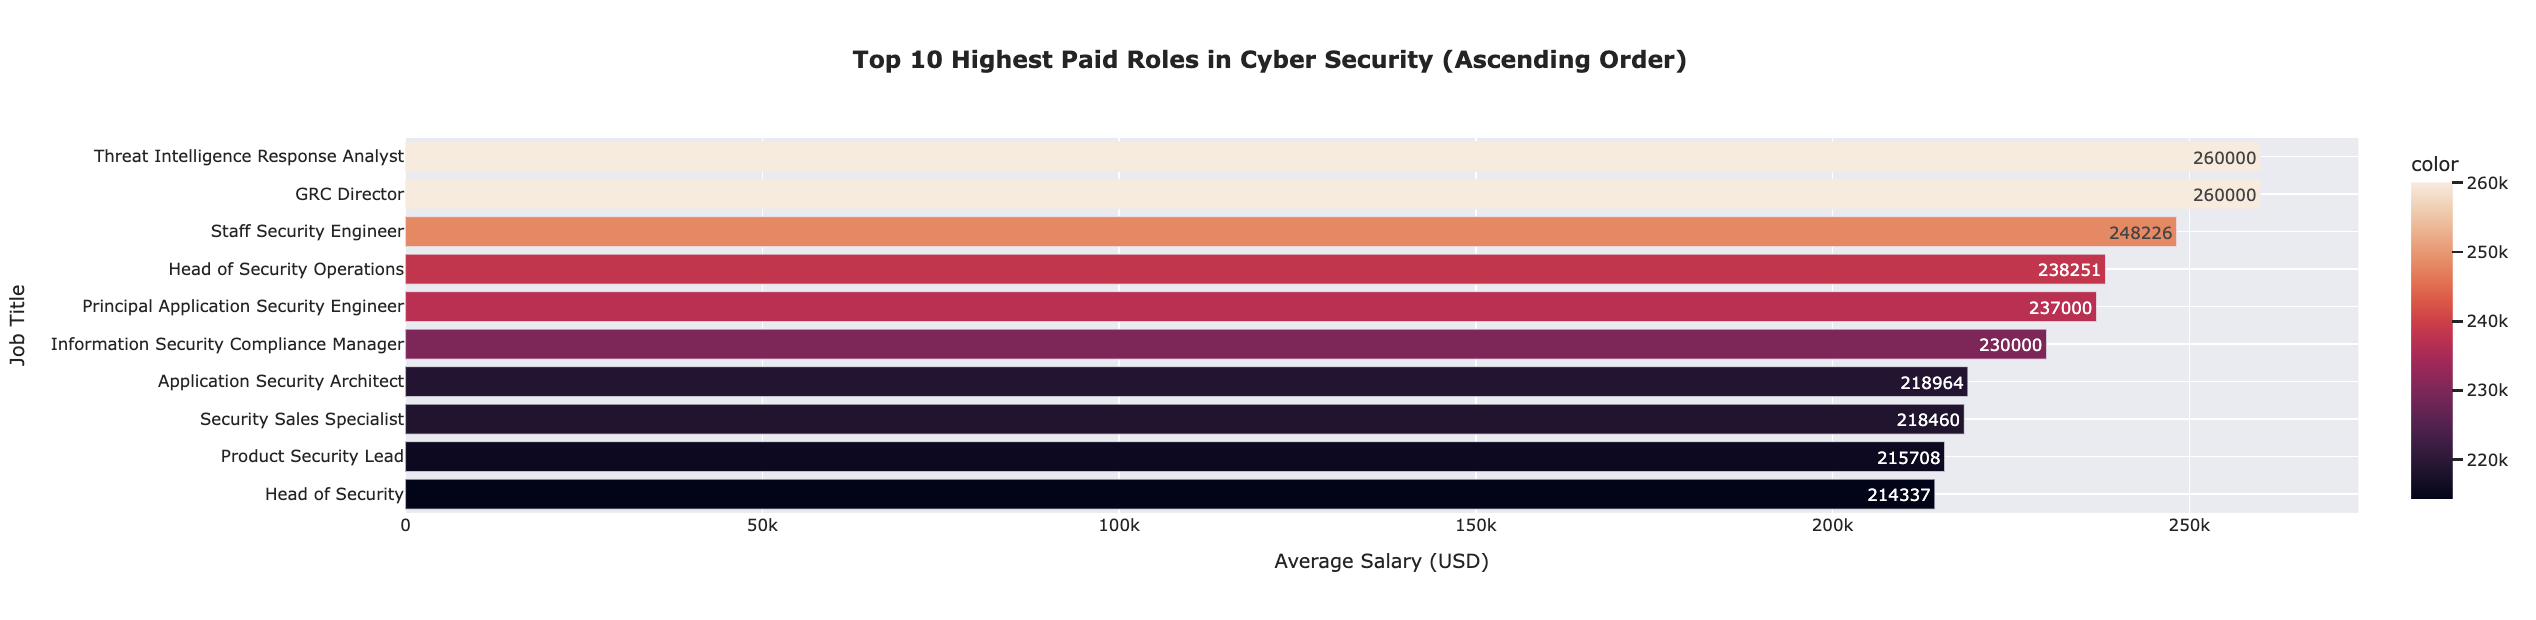 Top 10 Highest Paid Roles in Cyber Security (Ascending Order)
Job Title
Threat Intelligence Response Analyst 260000
GRC Director 260000
Staff Security Engineer 248226
Head of Security Operations 238251
Principal Application Security Engineer 237000
Information Security Compliance Manager 230000
Application Security Architect 218964
Security Sales Specialist 218460
Product Security Lead 215708
Head of Security 214337
0 50k 100k 150k 200k 250k
Average Salary (USD)
color
260k
250k
240k
230k
220k